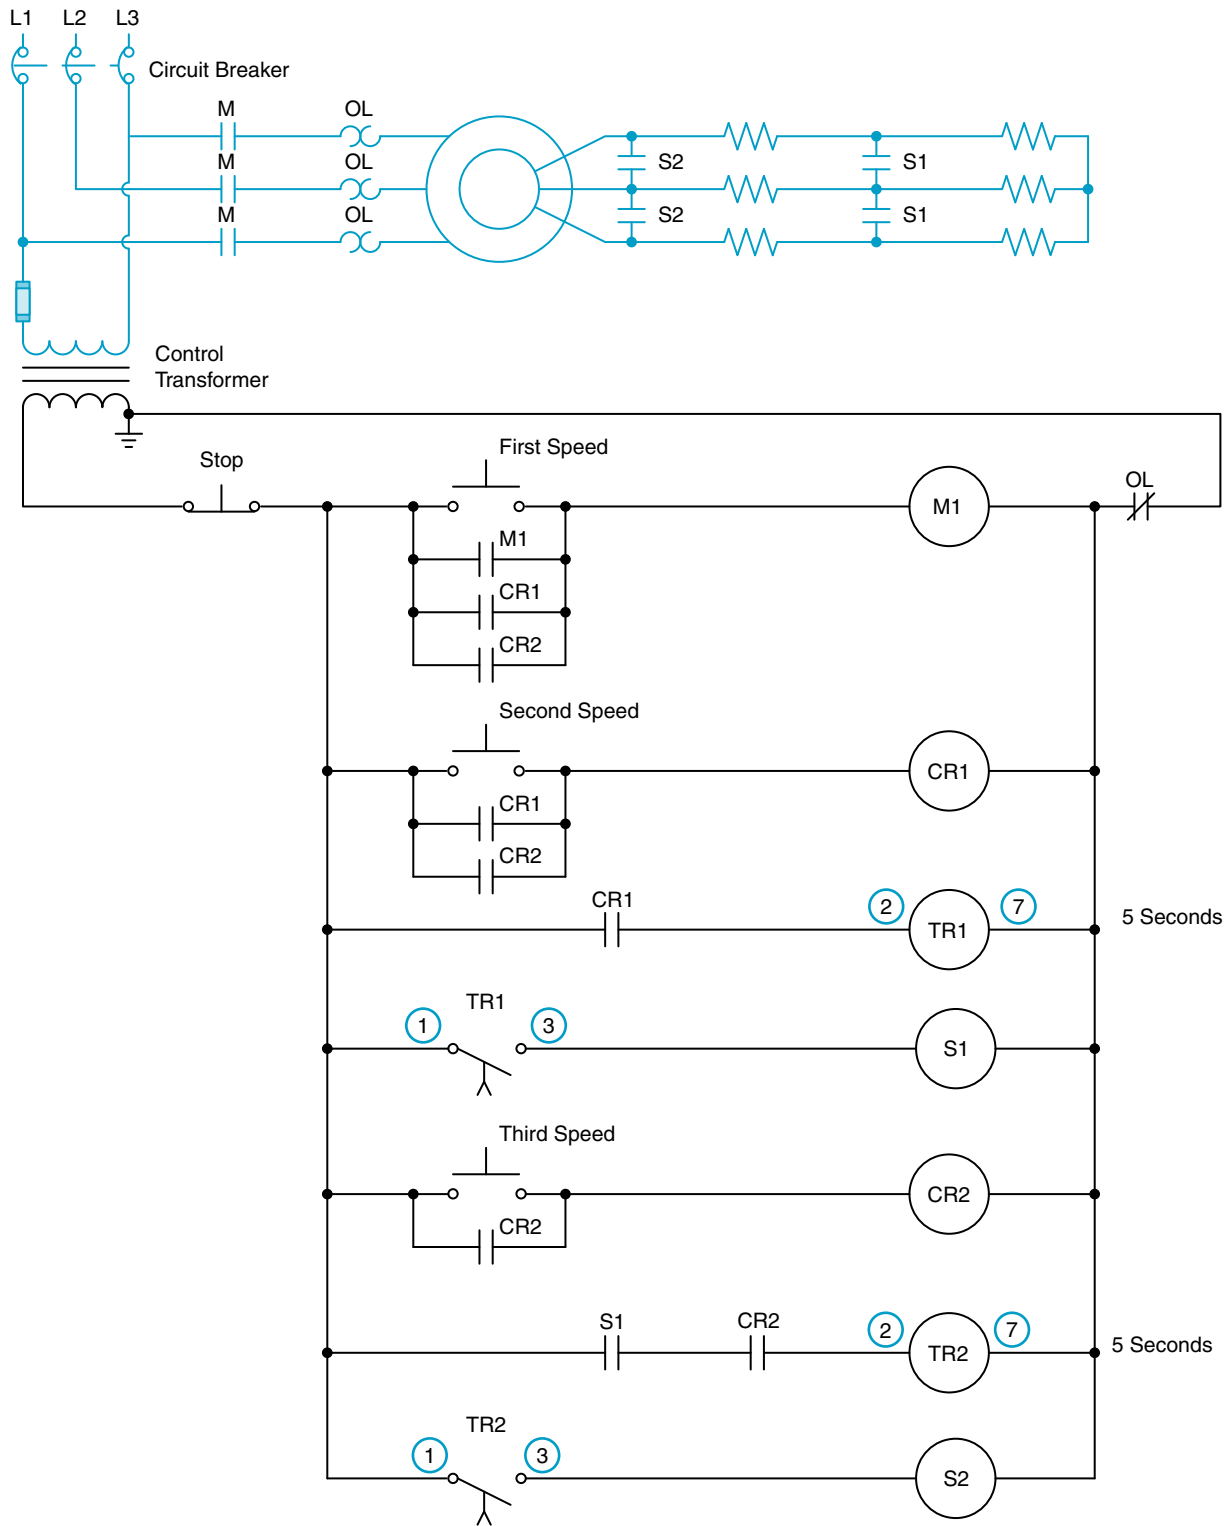 L1 L2 L3
Circuit Breaker
M OL
M OL S2 S1
M OL S2 S1
Control
Transformer
First Speed
Stop
OL
M1
M1
CR1
CR2
Second Speed
CR1
CR1
CR2
CR1 2 TR1 7 5 Seconds
TR1
1 3 S1
Third Speed
CR2
CR2
S1 CR2 2 TR2 7 5 Seconds
TR2
1 3 S2